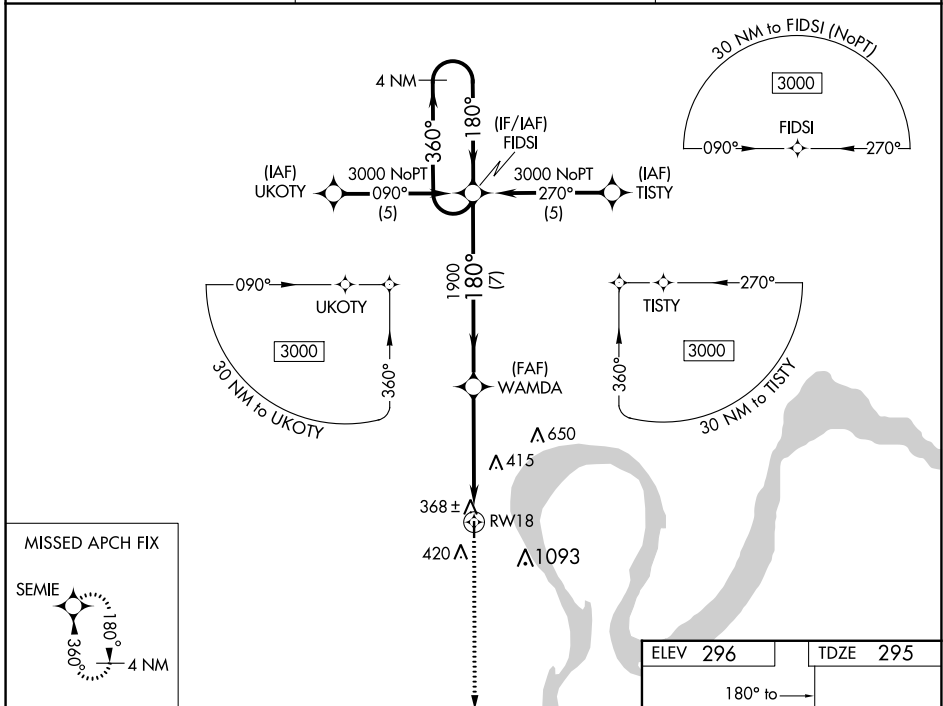 30 NM to FIDSI (NoPT)
3000
FIDSI
090°
270°
4 NM
360°
180°
(IF/IAF)
FIDSI
(IAF)
UKOTY
3000 NoPT
090°
(5)
3000 NoPT
270°
(5)
(IAF)
TISTY
1900
180°
(7)
090°
UKOTY
3000
360°
30 NM to UKOTY
270°
TISTY
3000
360°
30 NM to TISTY
(FAF)
WAMDA
650
415
368 ±
RW18
420
1093
MISSED APCH FIX
SEMIE
180°
360°
4 NM
ELEV 296
TDZE 295
180° to